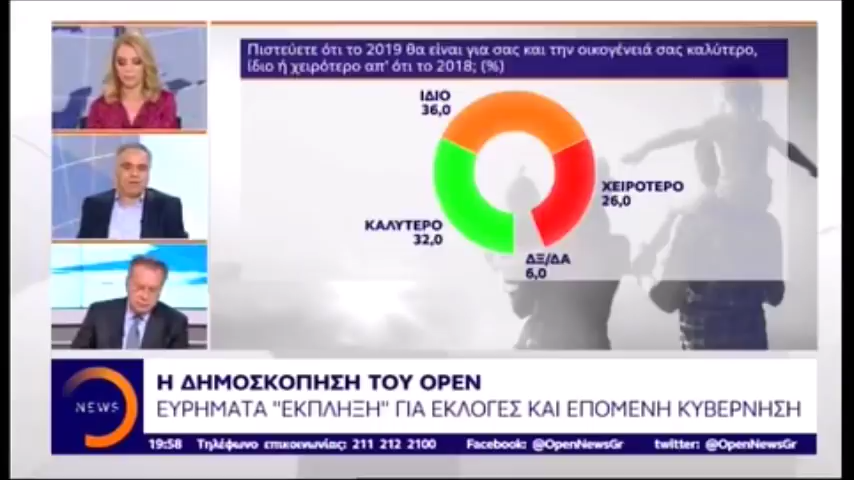 Πιστεύετε ότι το 2019 θα είναι για σας και την οικογένειά σας καλύτερο,
ίδιο ή χειρότερο απ' ότι το 2018; (%)
ΙΔΙΟ
36,0
ΧΕΙΡΟΤΕΡΟ
26,0
ΚΑΛΥΤΕΡΟ
32,0
ΔΞ/ΔΑ
6,0
NEWS
Η ΔΗΜΟΣΚΟΠΗΣΗ ΤΟΥ OPEN
ΕΥΡΗΜΑΤΑ "ΕΚΠΛΗΞΗ" ΓΙΑ ΕΚΛΟΓΕΣ ΚΑΙ ΕΠΟΜΕΝΗ ΚΥΒΕΡΝΗΣΗ
19:58 Τηλέφωνο επικοινωνίας: 211 212 2100 Facebook: @OpenNewsGr twitter: @OpenNewsGr